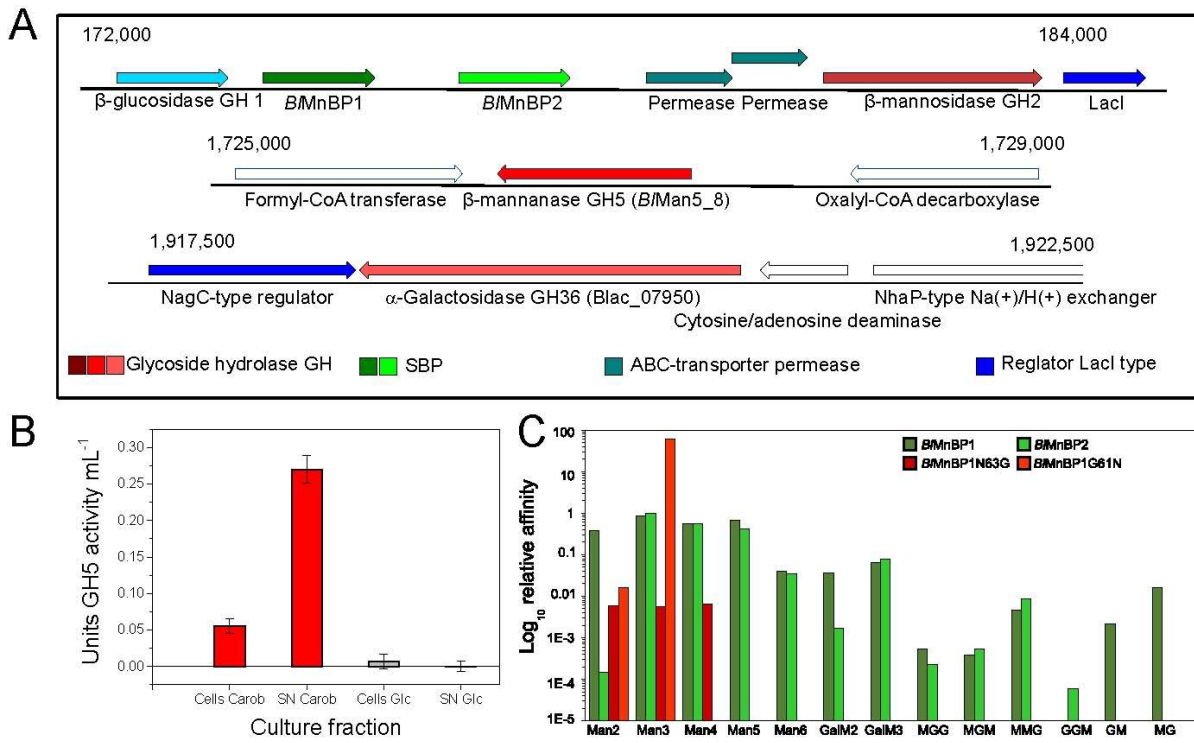 A
172,000 184,000
β-glucosidase GH 1 BlMnBP1 BlMnBP2 Permease Permease β-mannosidase GH2 LacI
1,725,000 1,729,000
Formyl-CoA transferase β-mannanase GH5 (BlMan5_8) Oxalyl-CoA decarboxylase
1,917,500 1,922,500
NagC-type regulator α-Galactosidase GH36 (Blac_07950) NhaP-type Na(+)/H(+) exchanger
Cytosine/adenosine deaminase
Glycoside hydrolase GH SBP ABC-transporter permease Reglator LacI type
B
Units GH5 activity mL-1
0.30
0.25
0.20
0.15
0.10
0.05
0.00
Cells Carob SN Carob Cells Glc SN Glc
Culture fraction
C
Log10 relative affinity
100
10
1
0.1
0.01
1E-3
1E-4
1E-5
BlMnBP1 BlMnBP2
BlMnBP1N63G BlMnBP1G61N
Man2 Man3 Man4 Man5 Man6 GalM2 GalM3 MGG MGM MMG GGM GM MG